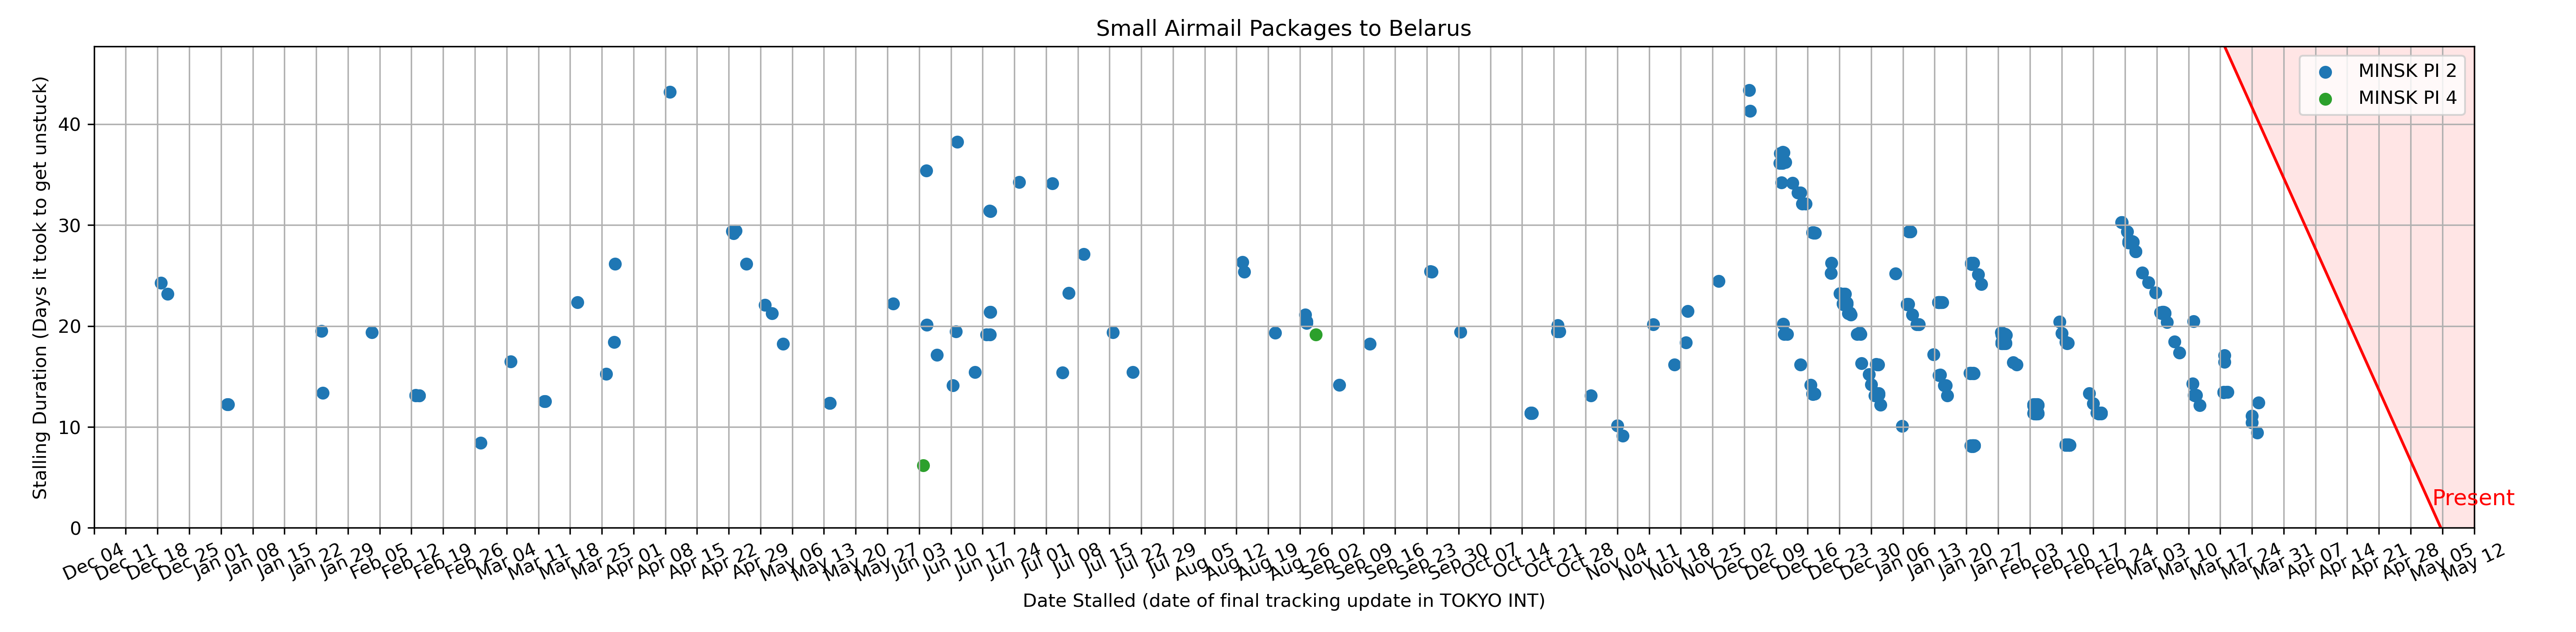 Small Airmail Packages to Belarus
Stalling Duration (Days it took to get unstuck)
40
30
20
10
0
MINSK PI 2
MINSK PI 4
Present
Dec 04
Dec 11
Dec 18
Dec 25
Jan 01
Jan 08
Jan 15
Jan 22
Jan 29
Feb 05
Feb 12
Feb 19
Feb 26
Mar 04
Mar 11
Mar 18
Mar 25
Apr 01
Apr 08
Apr 15
Apr 22
Apr 29
May 06
May 13
May 20
May 27
Jun 03
Jun 10
Jun 17
Jun 24
Jul 01
Jul 08
Jul 15
Jul 22
Jul 29
Aug 05
Aug 12
Aug 19
Aug 26
Sep 02
Sep 09
Sep 16
Sep 23
Sep 30
Oct 07
Oct 14
Oct 21
Oct 28
Nov 04
Nov 11
Nov 18
Nov 25
Dec 02
Dec 09
Dec 16
Dec 23
Dec 30
Jan 06
Jan 13
Jan 20
Jan 27
Feb 03
Feb 10
Feb 17
Feb 24
Mar 03
Mar 10
Mar 17
Mar 24
Mar 31
Apr 07
Apr 14
Apr 21
Apr 28
May 05
May 12
Date Stalled (date of final tracking update in TOKYO INT)